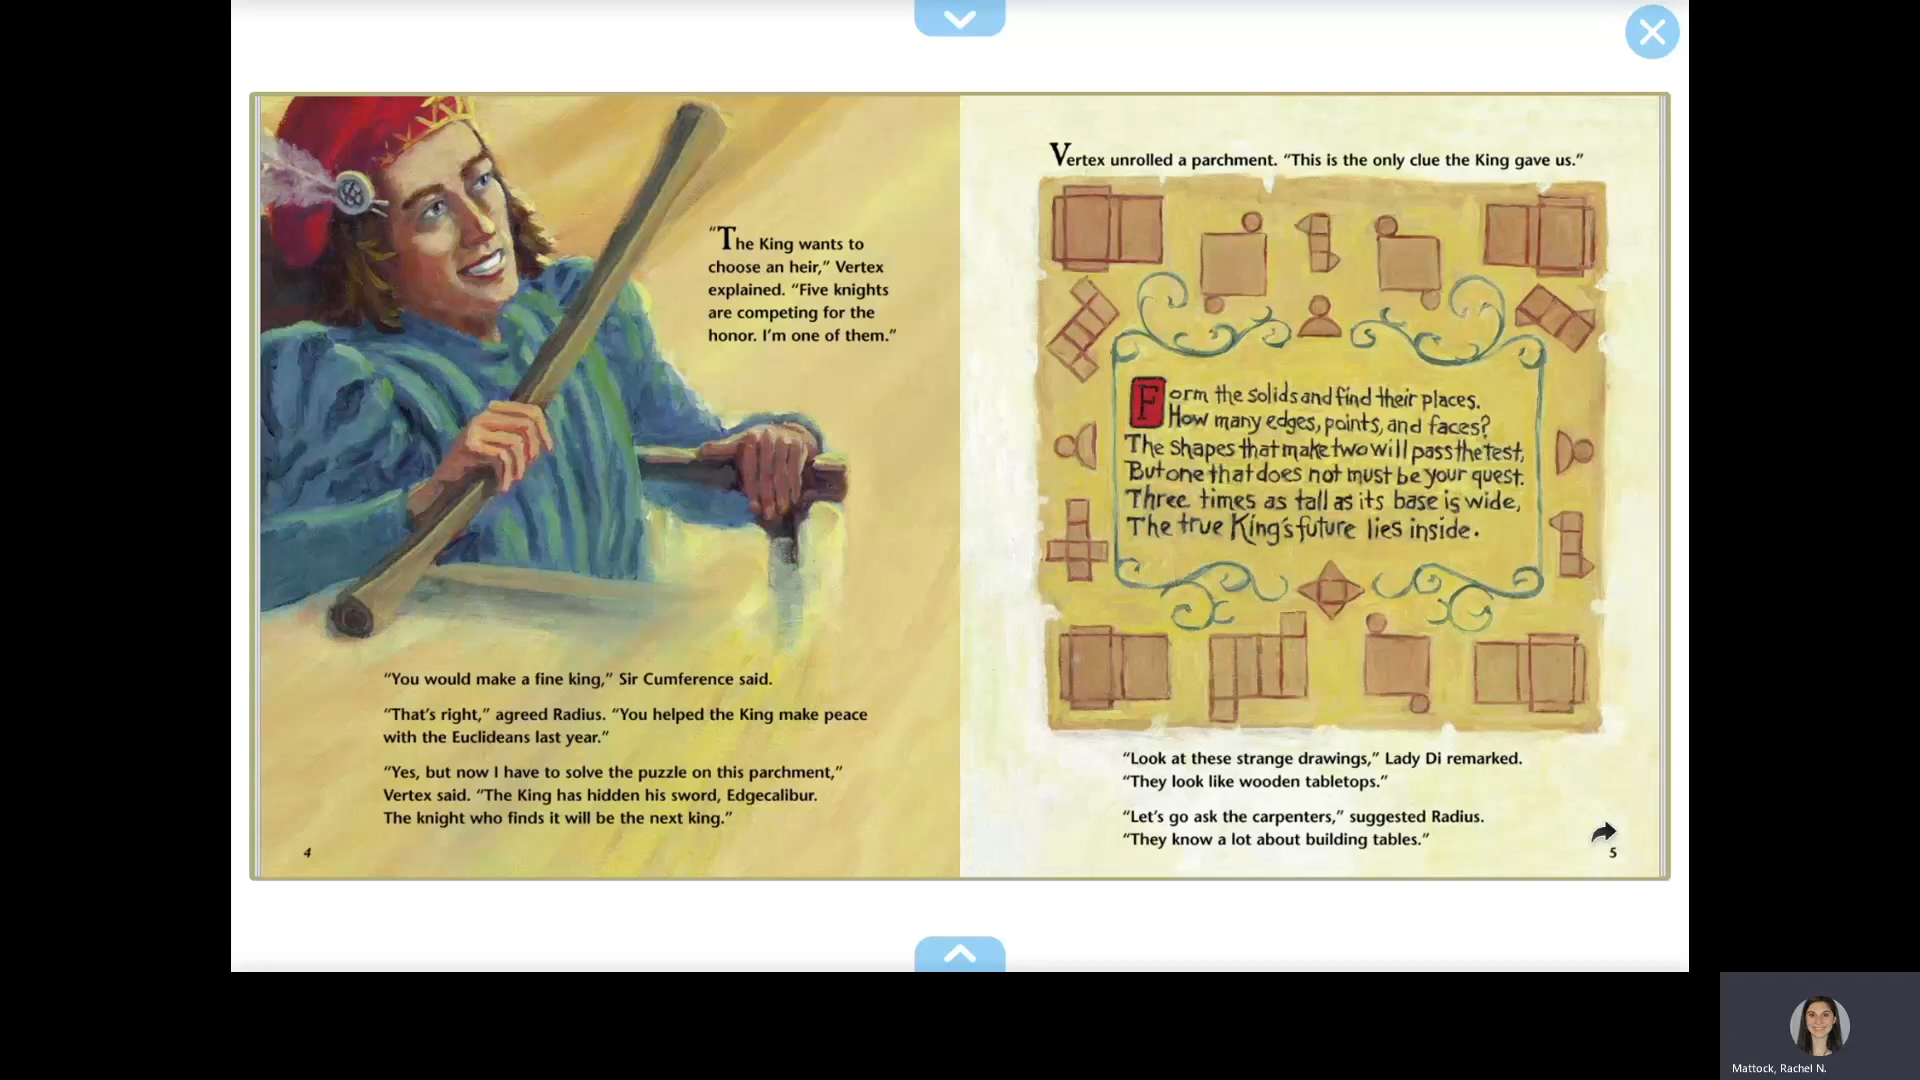 “The King wants to
choose an heir,” Vertex
explained. “Five knights
are competing for the
honor. I’m one of them.”
“You would make a fine king,” Sir Cumference said.
“That’s right,” agreed Radius. “You helped the King make peace
with the Euclideans last year.”
“Yes, but now I have to solve the puzzle on this parchment,”
Vertex said. “The King has hidden his sword, Edgecalibur.
The knight who finds it will be the next king.”
4
Vertex unrolled a parchment. “This is the only clue the King gave us.”
Form the solids and find their places.
How many edges, points, and faces?
The shapes that make two will pass the test,
But one that does not must be your quest.
Three times as tall as its base is wide,
The true King's future lies inside.
“Look at these strange drawings,” Lady Di remarked.
“They look like wooden tabletops.”
“Let’s go ask the carpenters,” suggested Radius.
“They know a lot about building tables.”
5
Mattock, Rachel N.